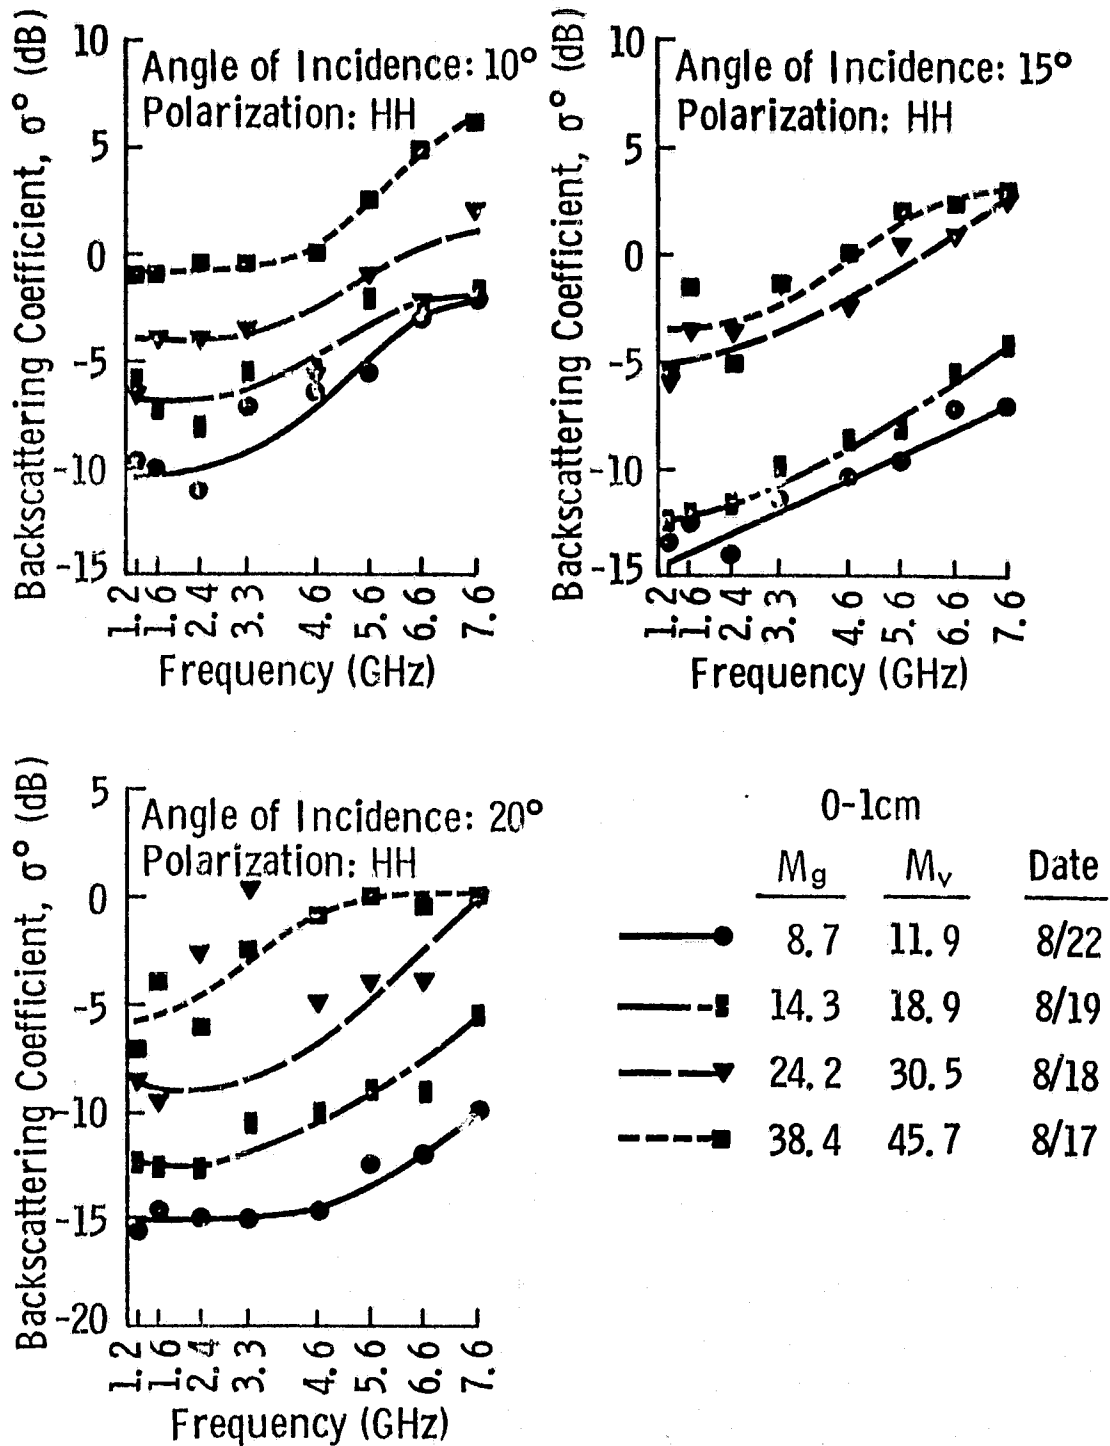 Backscattering Coefficient, σ° (dB)
10
5
0
-5
-10
-15
Angle of Incidence: 10°
Polarization: HH
1.2
1.6
2.4
3.3
4.6
5.6
6.6
7.6
Frequency (GHz)
Backscattering Coefficient, σ° (dB)
10
5
0
-5
-10
-15
Angle of Incidence: 15°
Polarization: HH
1.2
1.6
2.4
3.3
4.6
5.6
6.6
7.6
Frequency (GHz)
Backscattering Coefficient, σ° (dB)
5
0
-5
-10
-15
-20
Angle of Incidence: 20°
Polarization: HH
1.2
1.6
2.4
3.3
4.6
5.6
6.6
7.6
Frequency (GHz)
0-1cm
Mg Mv Date
8.7 11.9 8/22
14.3 18.9 8/19
24.2 30.5 8/18
38.4 45.7 8/17